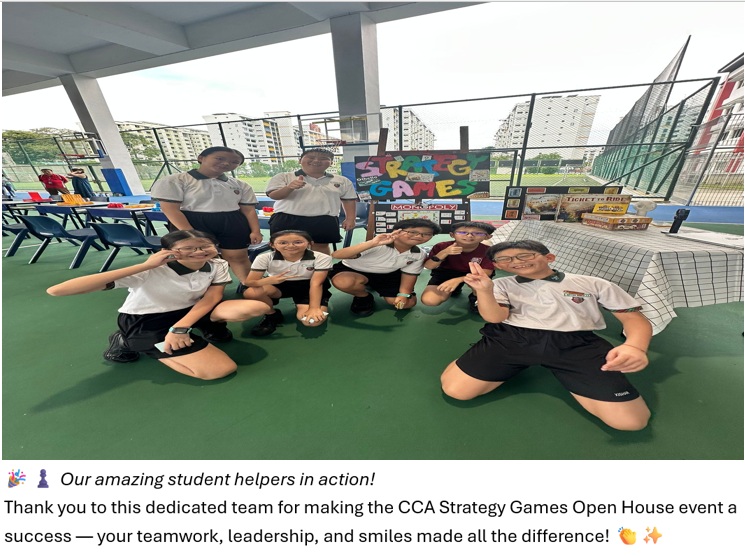 STRATEGY
GAMES
MONOPOLY
TICKET TO RIDE
🎉 ♟️ Our amazing student helpers in action!
Thank you to this dedicated team for making the CCA Strategy Games Open House event a
success — your teamwork, leadership, and smiles made all the difference! 👏 ✨